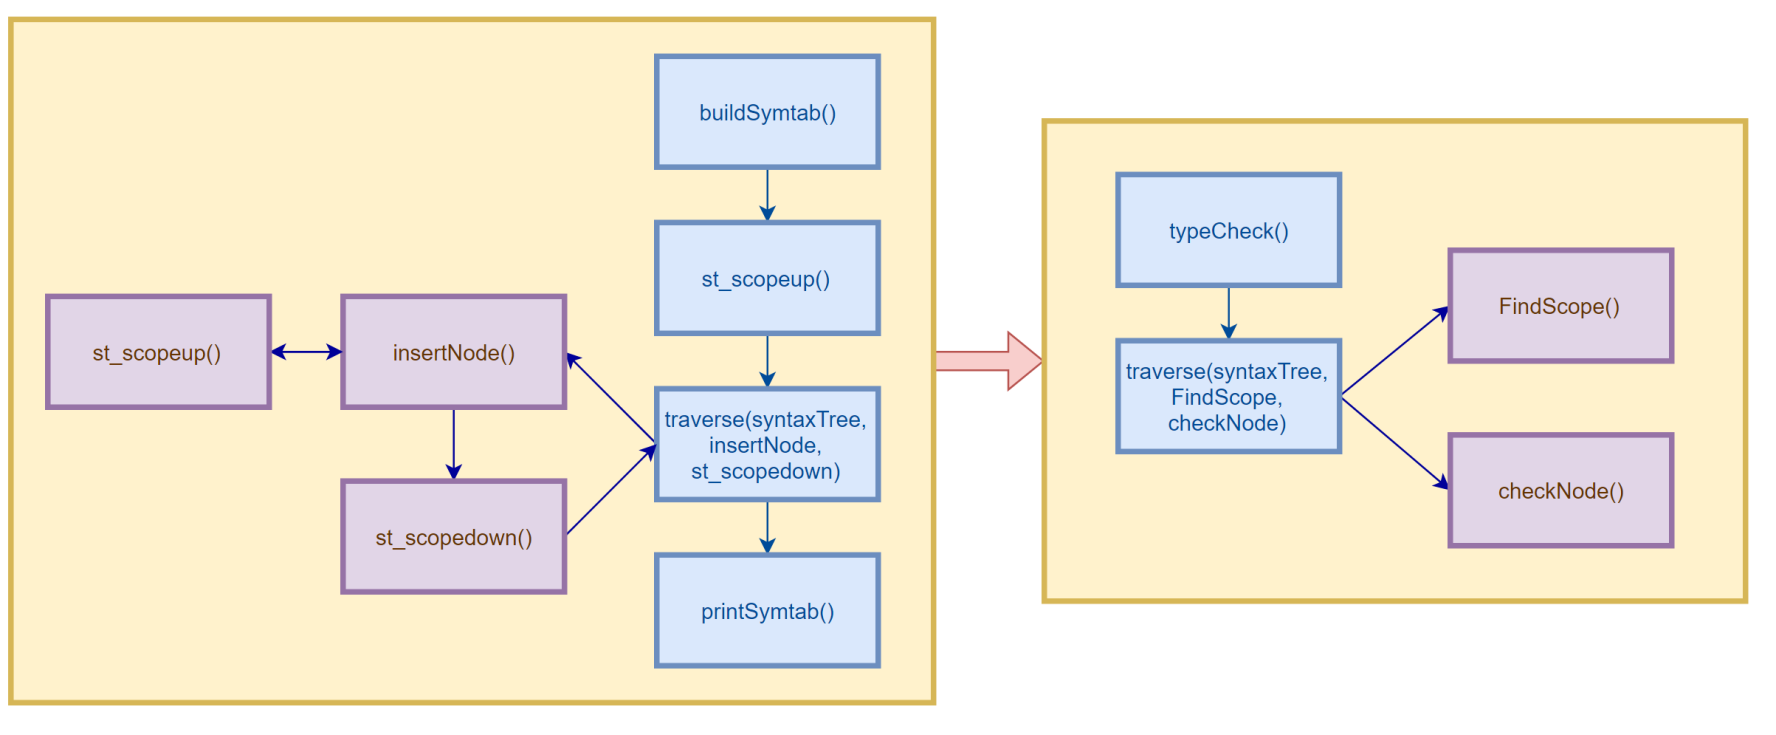 buildSymtab()
st_scopeup()
st_scopeup()
insertNode()
traverse(syntaxTree,
insertNode,
st_scopedown)
st_scopedown()
printSymtab()
typeCheck()
traverse(syntaxTree,
FindScope,
checkNode)
FindScope()
checkNode()